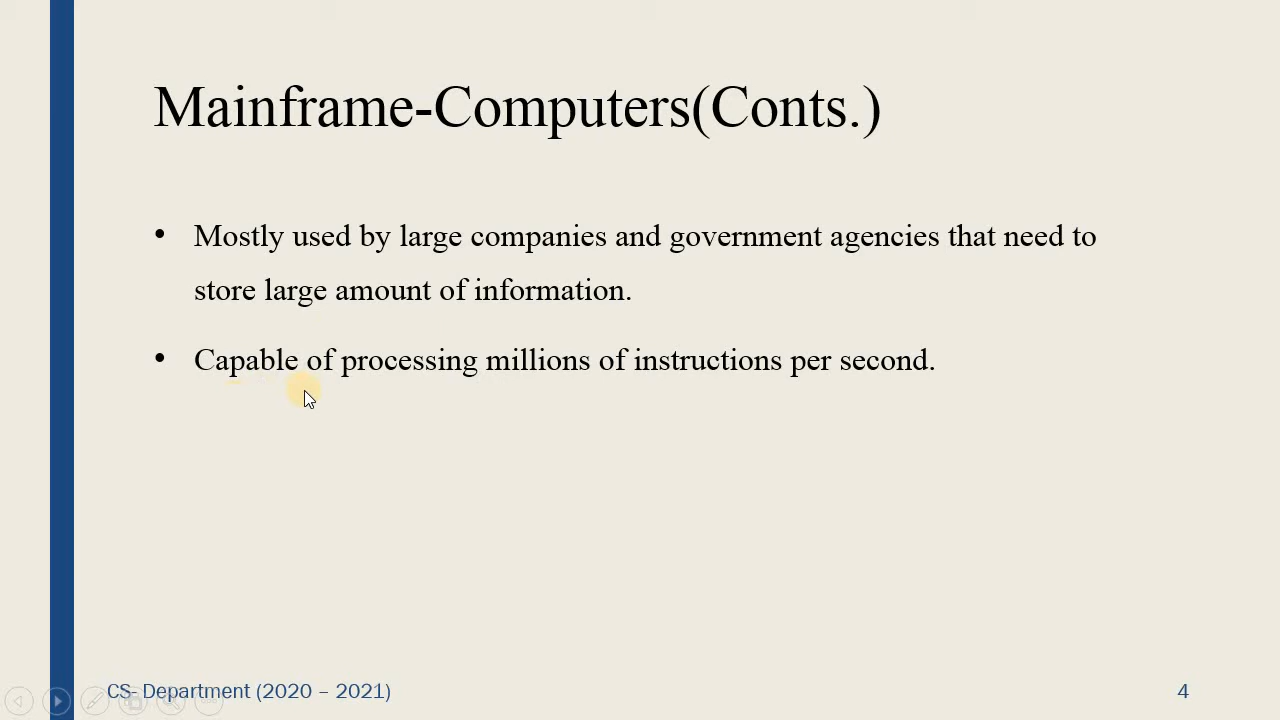 Mainframe-Computers(Conts.)
• Mostly used by large companies and government agencies that need to
store large amount of information.
• Capable of processing millions of instructions per second.
CS- Department (2020 – 2021)
4